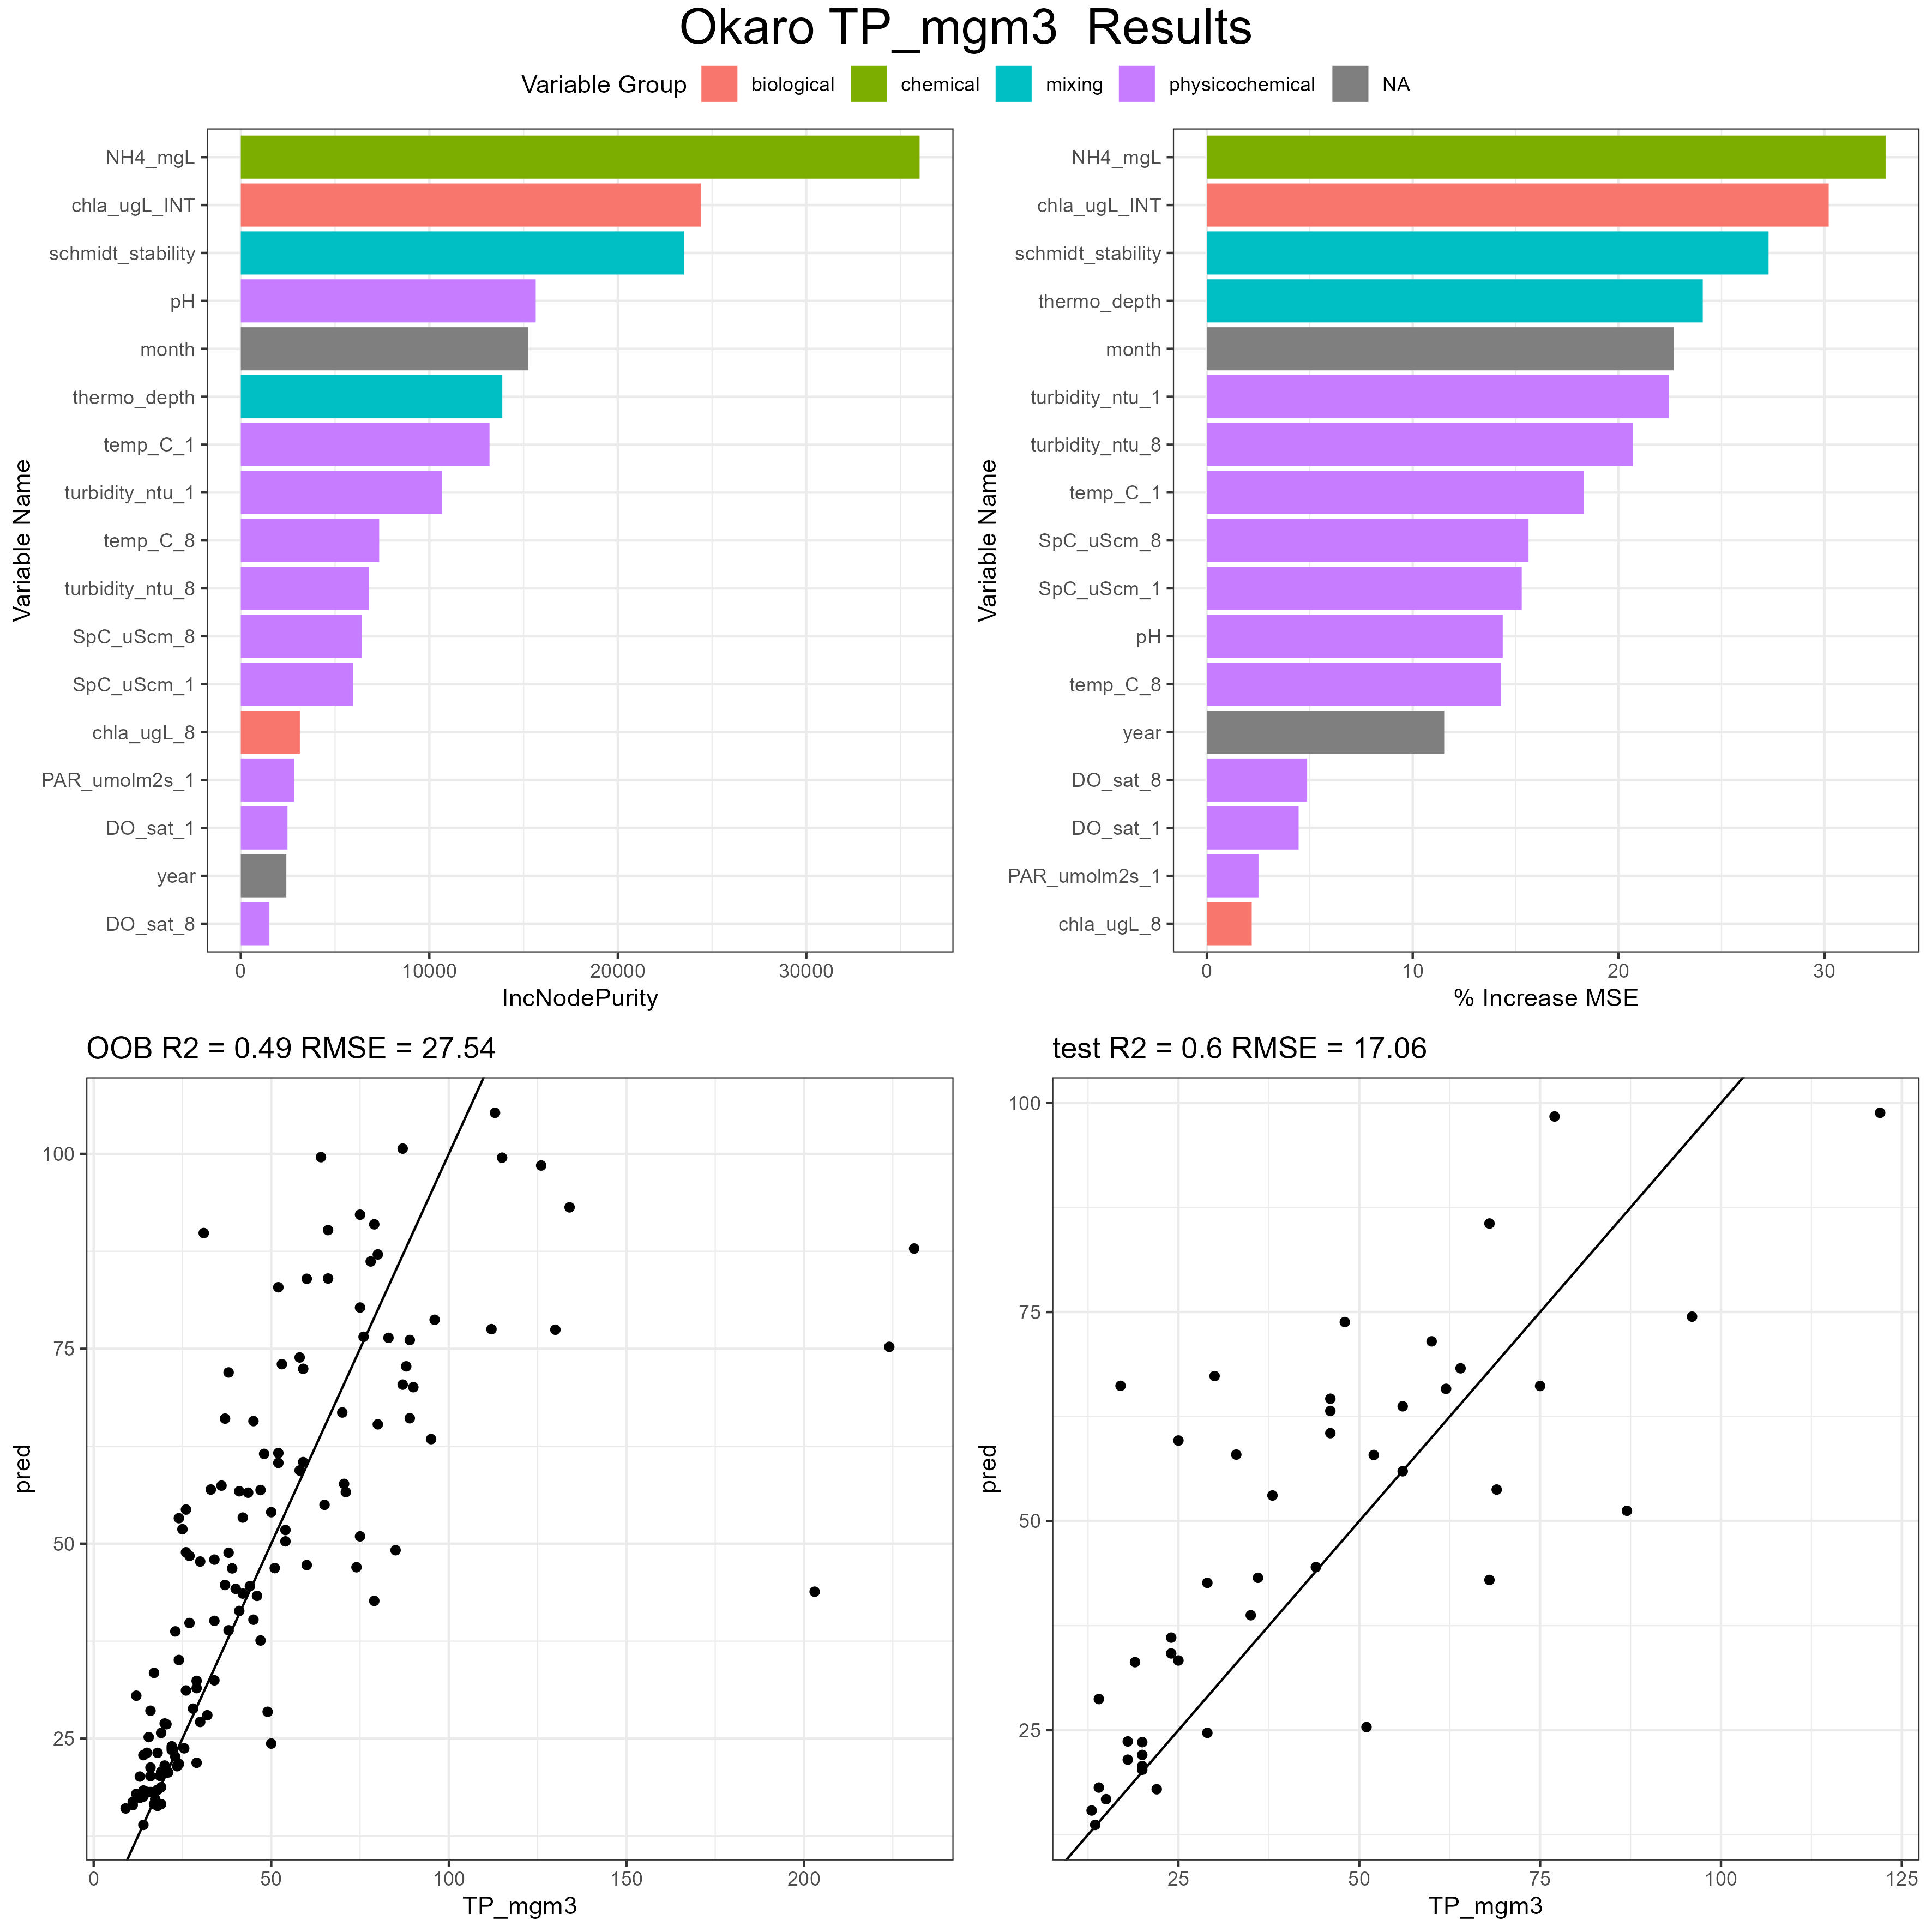 Okaro TP_mgm3  Results
Variable Group biological chemical mixing physicochemical NA
Variable Name
NH4_mgL
chla_ugL_INT
schmidt_stability
pH
month
thermo_depth
temp_C_1
turbidity_ntu_1
temp_C_8
turbidity_ntu_8
SpC_uScm_8
SpC_uScm_1
chla_ugL_8
PAR_umolm2s_1
DO_sat_1
year
DO_sat_8
0 10000 20000 30000
IncNodePurity
Variable Name
NH4_mgL
chla_ugL_INT
schmidt_stability
thermo_depth
month
turbidity_ntu_1
turbidity_ntu_8
temp_C_1
SpC_uScm_8
SpC_uScm_1
pH
temp_C_8
year
DO_sat_8
DO_sat_1
PAR_umolm2s_1
chla_ugL_8
0 10 20 30
% Increase MSE
OOB R2 = 0.49 RMSE = 27.54
pred
100
75
50
25
0 50 100 150 200
TP_mgm3
test R2 = 0.6 RMSE = 17.06
pred
100
75
50
25
25 50 75 100 125
TP_mgm3